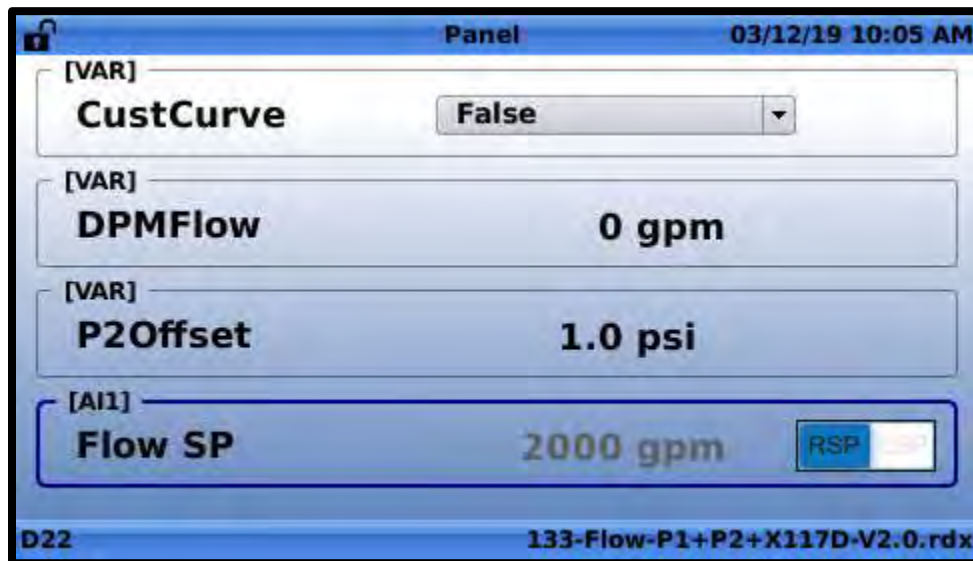 Panel 03/12/19 10:05 AM
[VAR]
CustCurve False
[VAR]
DPMFlow 0 gpm
[VAR]
P2Offset 1.0 psi
[AI1]
Flow SP 2000 gpm RSP
D22 133-Flow-P1+P2+X117D-V2.0.rdx